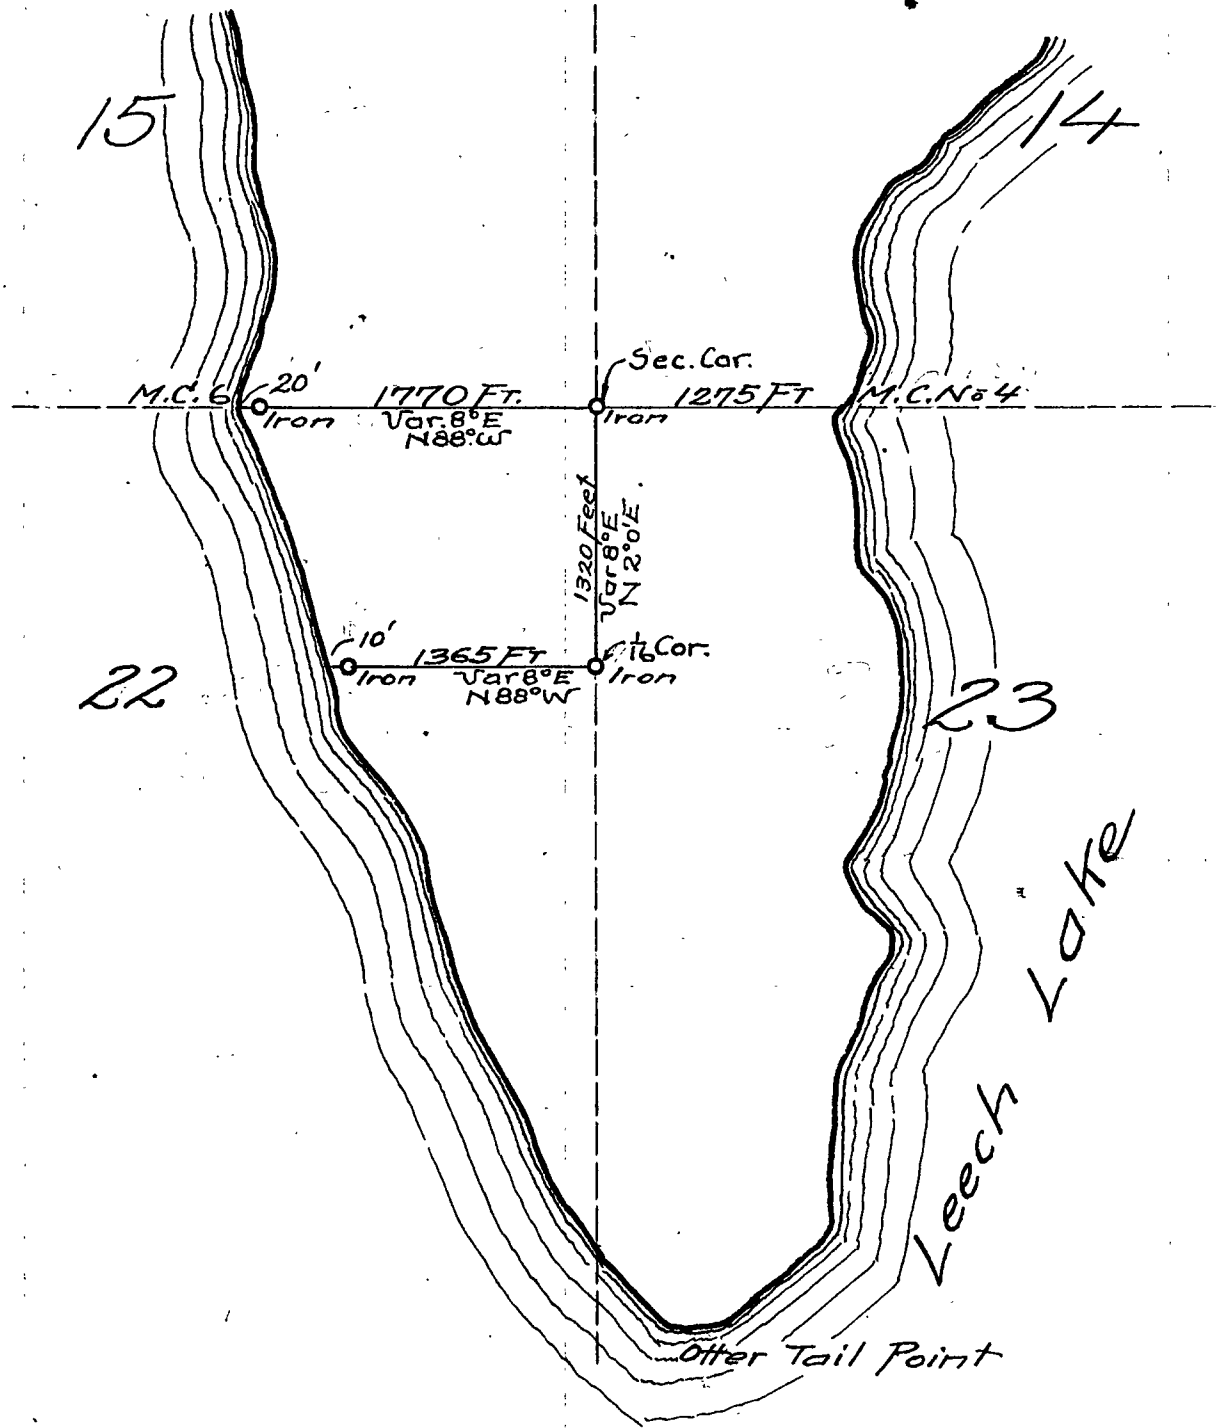 15
14
Sec. Cor.
M.C. 6
20'
1770 FT.
1275 FT
M.C. No 4
Iron
Var. 8°E
Iron
N88°W
1320 Feet
Var 8°E
N 2°0'E.
10'
1365 FT
1/16 Cor.
Iron
Var 8°E
Iron
N88°W
22
23
Leech Lake
Otter Tail Point